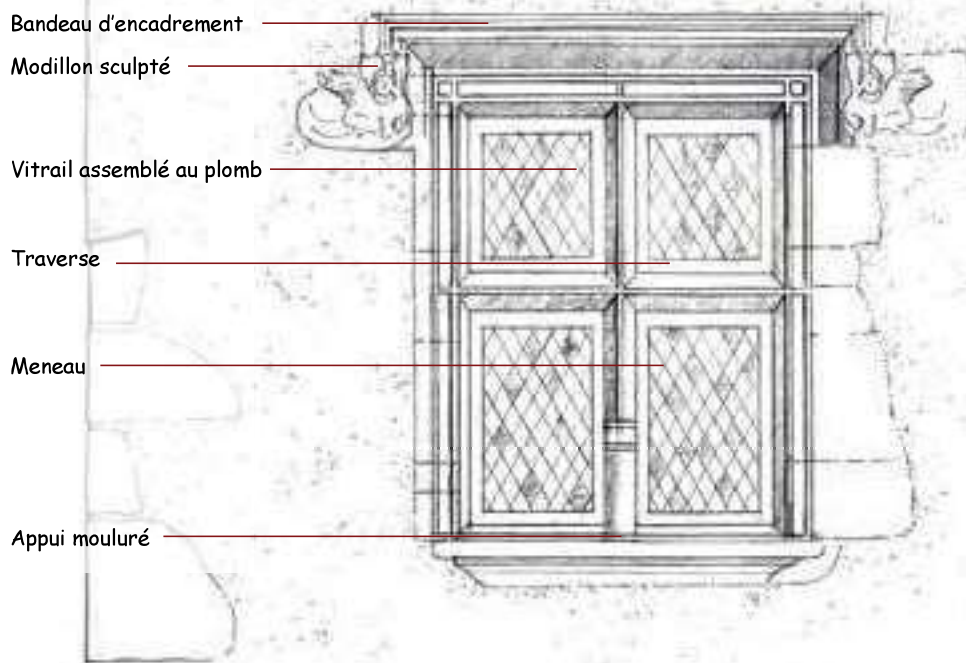 Bandeau d'encadrement
Modillon sculpté
Vitrail assemblé au plomb
Traverse
Meneau
Appui mouluré